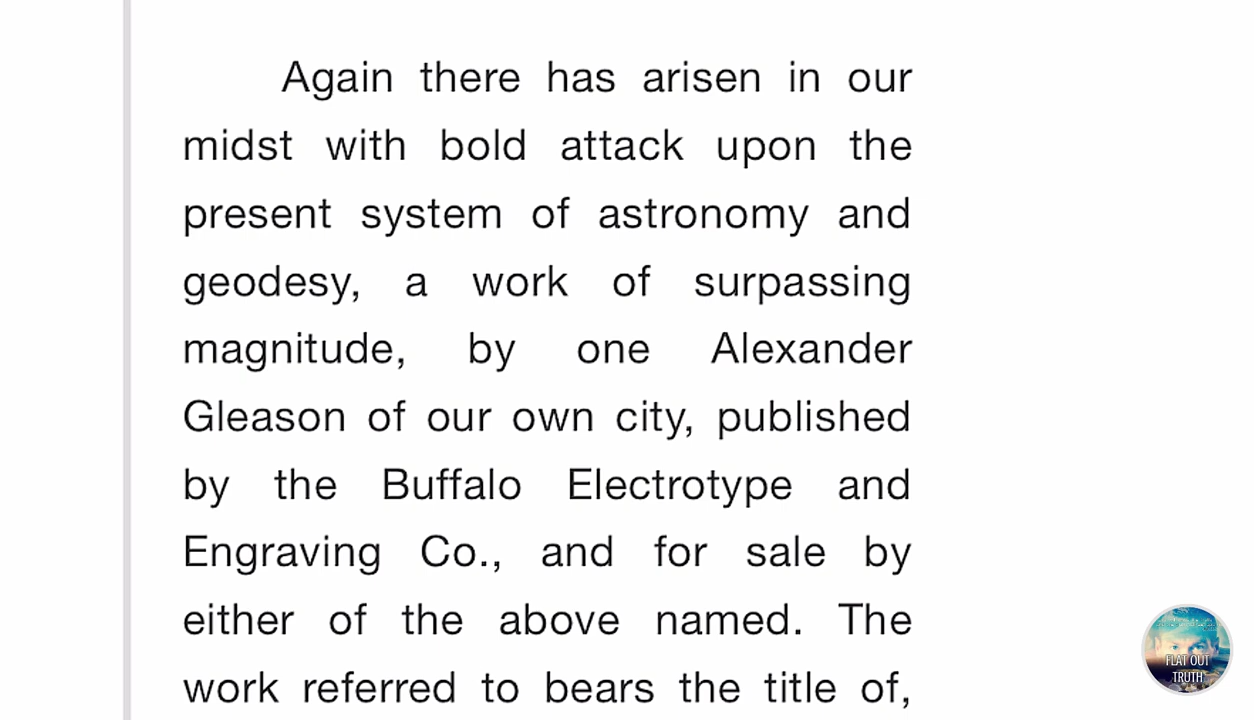 Again there has arisen in our
midst with bold attack upon the
present system of astronomy and
geodesy, a work of surpassing
magnitude, by one Alexander
Gleason of our own city, published
by the Buffalo Electrotype and
Engraving Co., and for sale by
either of the above named. The
work referred to bears the title of,
FLAT OUT
TRUTH